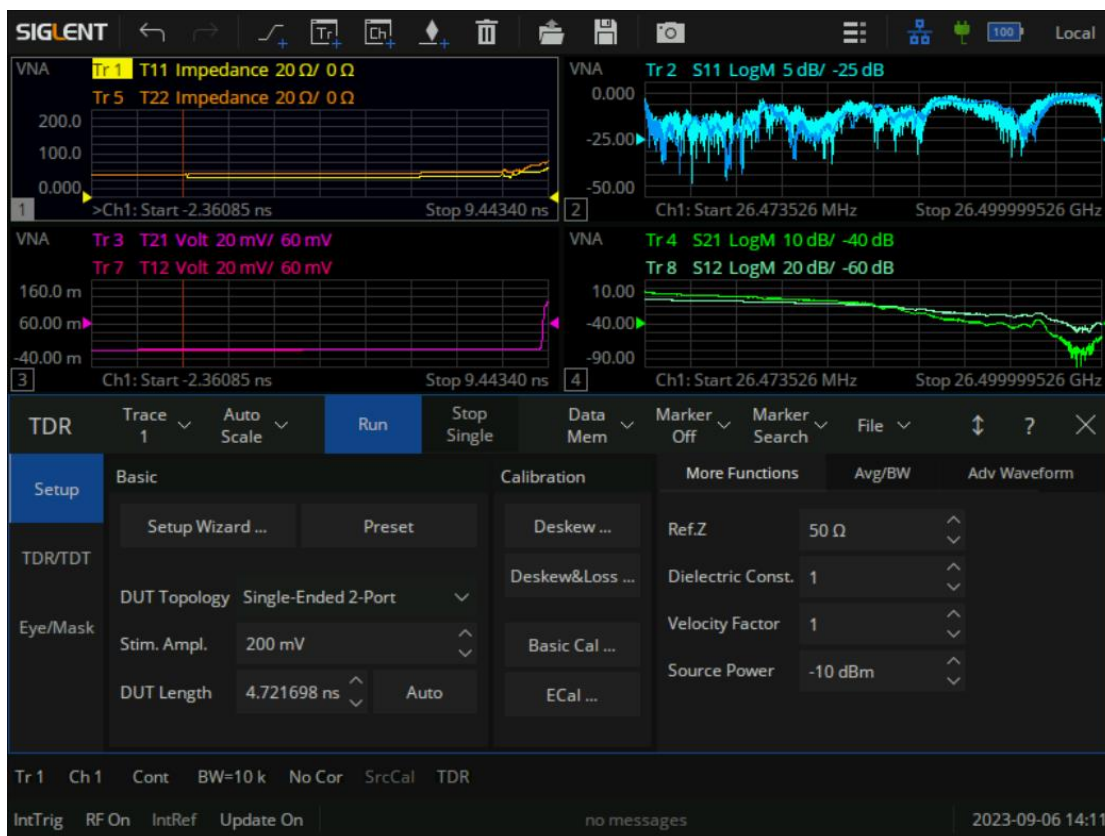 SIGLENT Tr Ch 100 Local
VNA Tr 1 T11 Impedance 20 Ω/ 0 Ω
Tr 5 T22 Impedance 20 Ω/ 0 Ω
200.0
100.0
0.000
1 >Ch1: Start -2.36085 ns Stop 9.44340 ns
VNA Tr 2 S11 LogM 5 dB/ -25 dB
0.000
-25.00
-50.00
2 Ch1: Start 26.473526 MHz Stop 26.499999526 GHz
VNA Tr 3 T21 Volt 20 mV/ 60 mV
Tr 7 T12 Volt 20 mV/ 60 mV
160.0 m
60.00 m
-40.00 m
3 Ch1: Start -2.36085 ns Stop 9.44340 ns
VNA Tr 4 S21 LogM 10 dB/ -40 dB
Tr 8 S12 LogM 20 dB/ -60 dB
10.00
-40.00
-90.00
4 Ch1: Start 26.473526 MHz Stop 26.499999526 GHz
TDR Trace 1 Auto Scale Run Stop Single Data Mem Marker Off Marker Search File ?
Setup
TDR/TDT
Eye/Mask
Basic
Setup Wizard ... Preset
DUT Topology Single-Ended 2-Port
Stim. Ampl. 200 mV
DUT Length 4.721698 ns Auto
Calibration
Deskew ...
Deskew&Loss ...
Basic Cal ...
ECal ...
More Functions Avg/BW Adv Waveform
Ref.Z 50 Ω
Dielectric Const. 1
Velocity Factor 1
Source Power -10 dBm
Tr 1 Ch 1 Cont BW=10 k No Cor SrcCal TDR
IntTrig RF On IntRef Update On no messages 2023-09-06 14:11